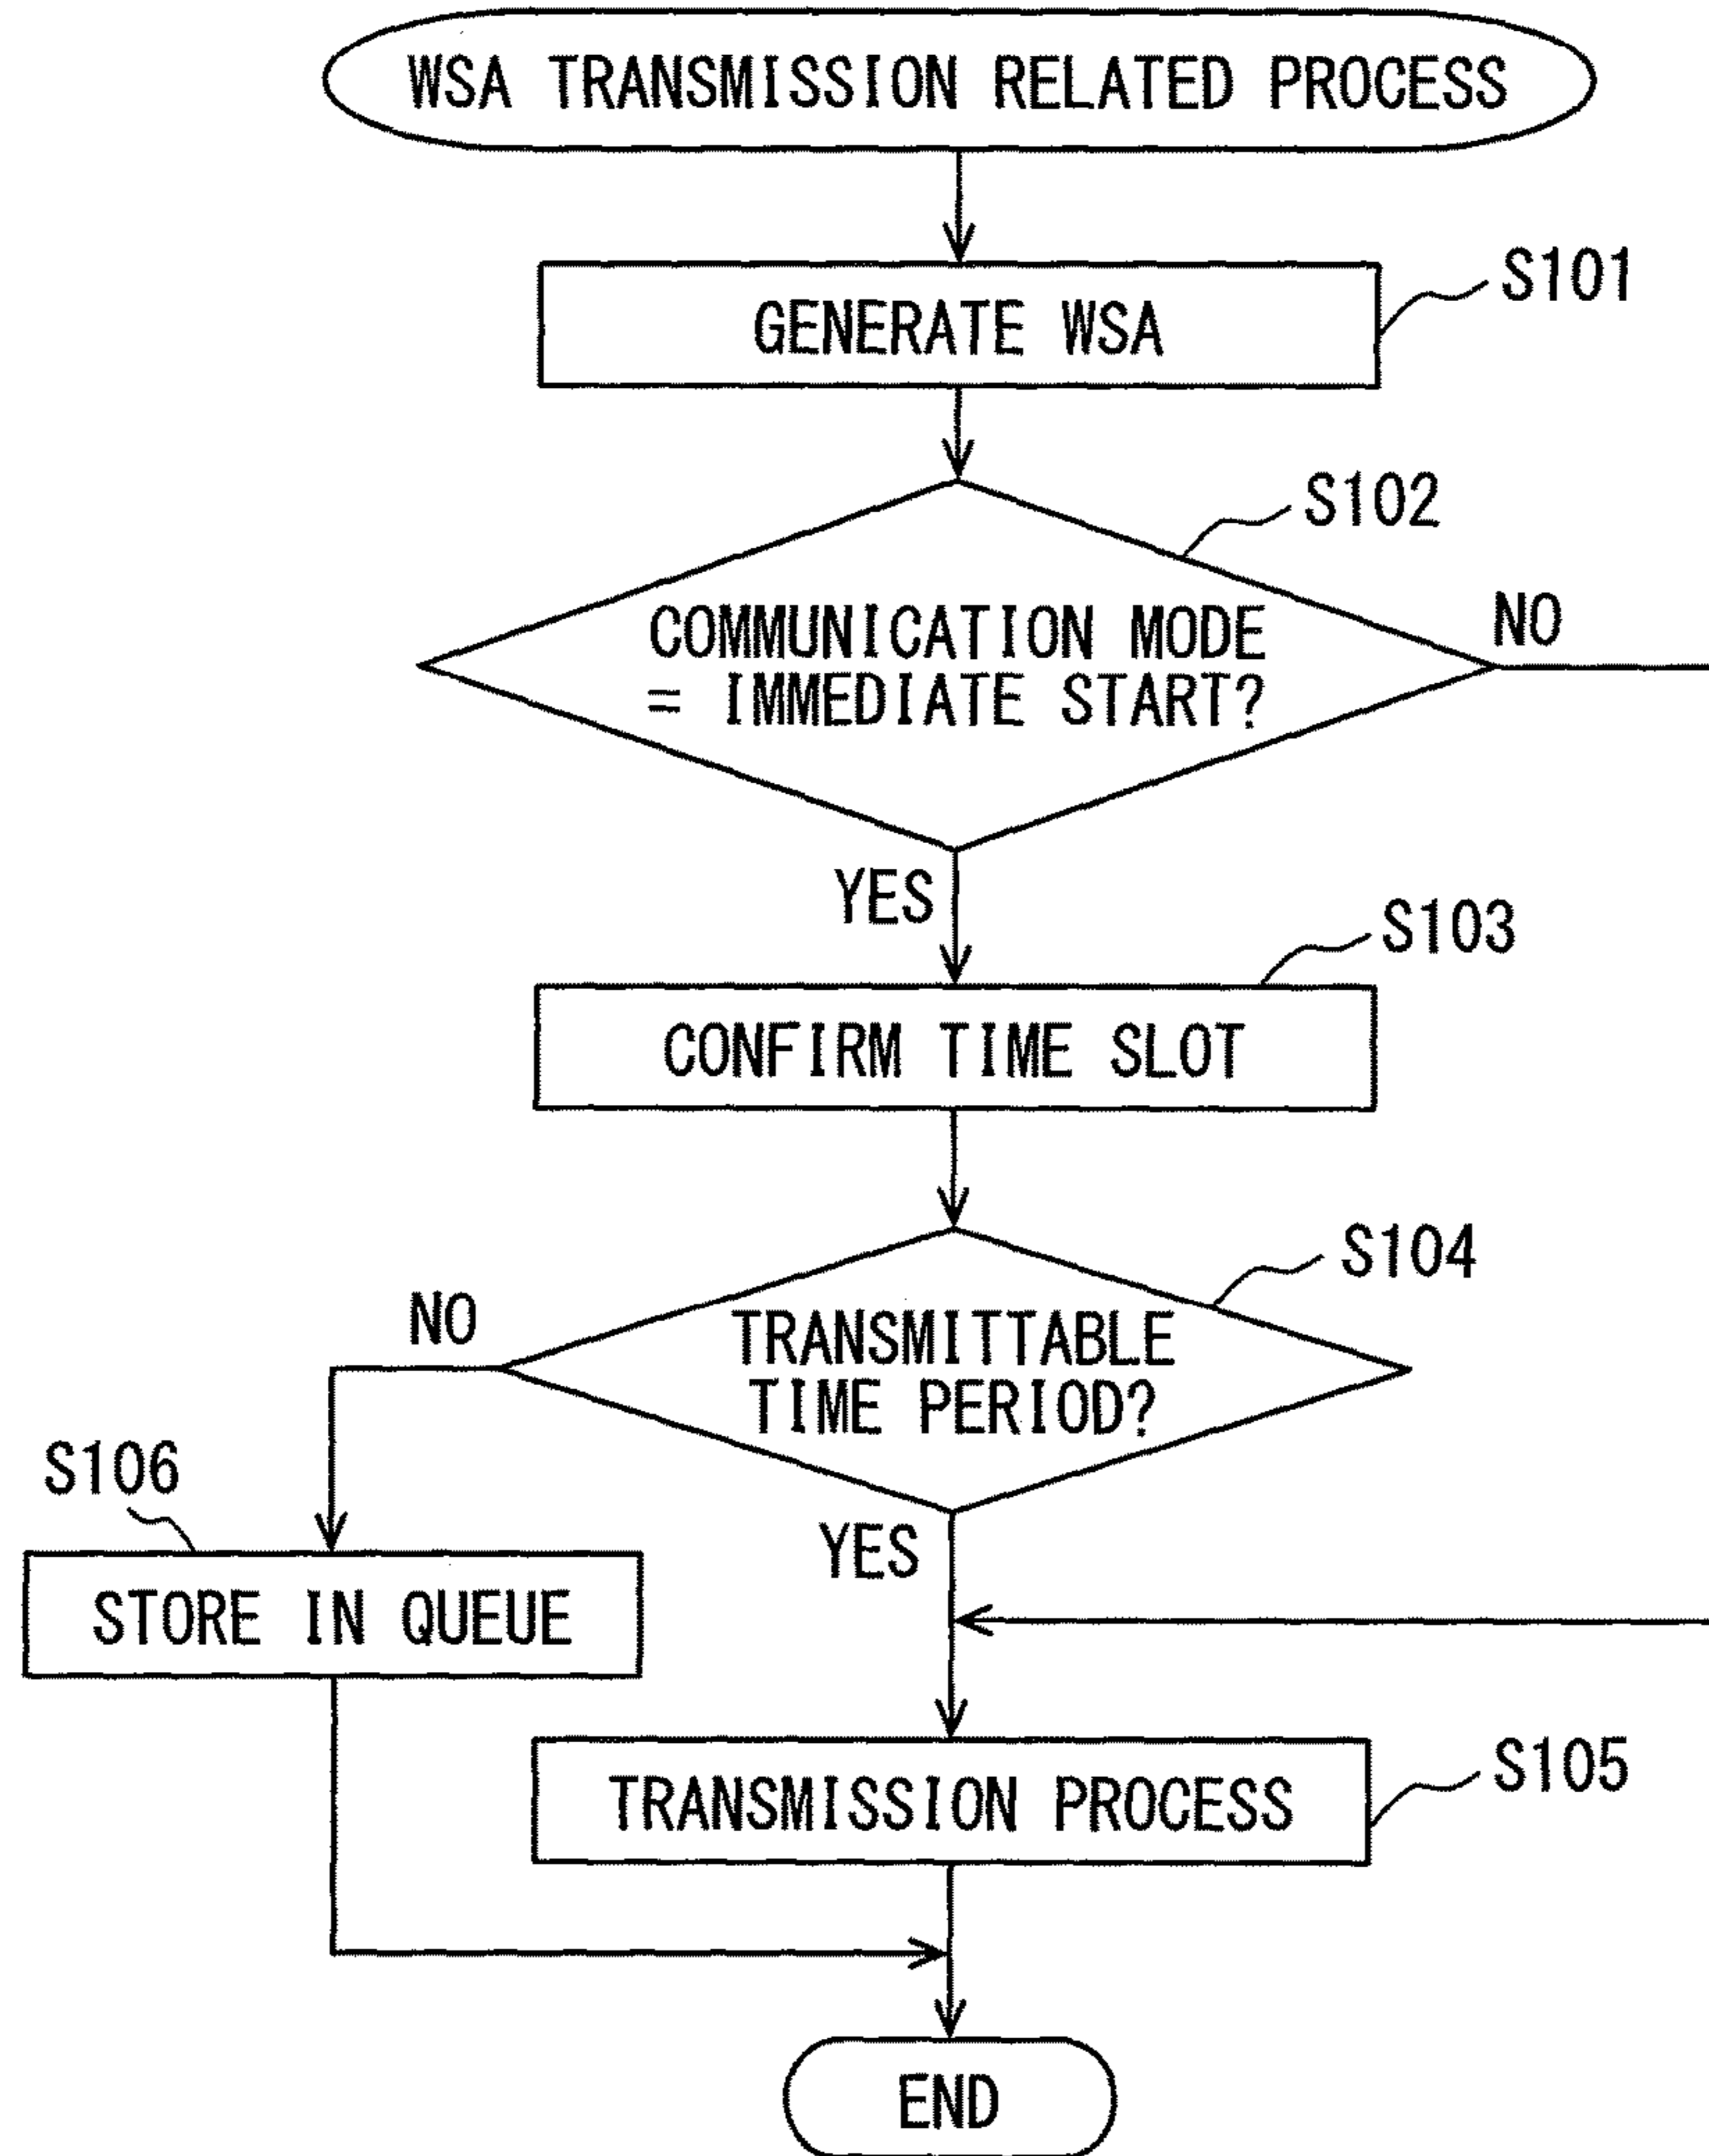 WSA TRANSMISSION RELATED PROCESS
S101
GENERATE WSA
S102
COMMUNICATION MODE
= IMMEDIATE START?
NO
YES
S103
CONFIRM TIME SLOT
S104
NO
TRANSMITTABLE
TIME PERIOD?
S106
YES
STORE IN QUEUE
S105
TRANSMISSION PROCESS
END